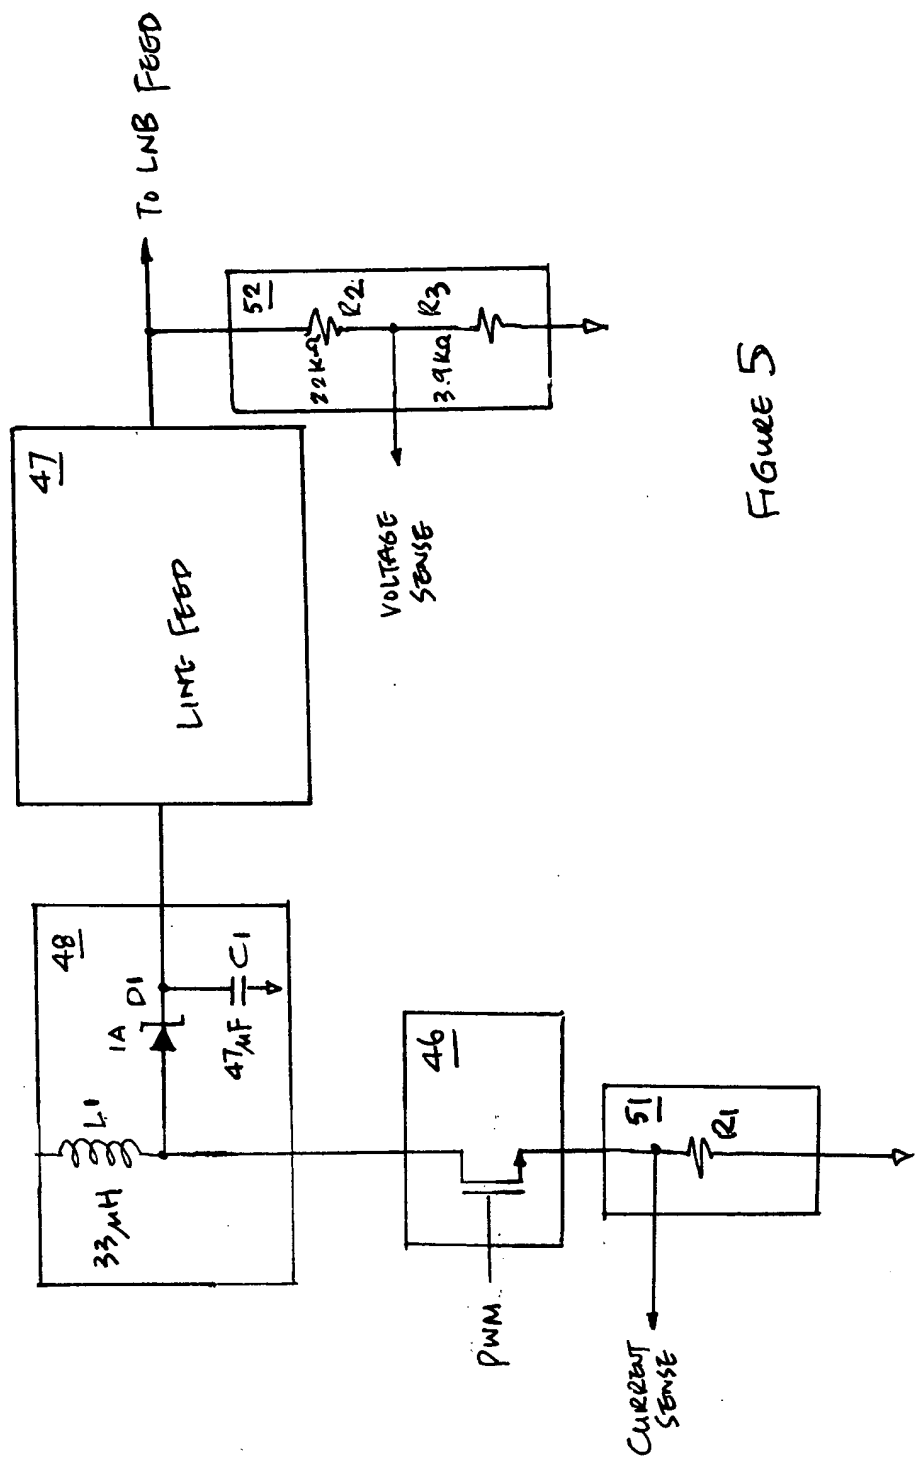 48
L1
33µH
1A
D1
47µF
C1
47
LINE FEED
TO LNB FEED
52
22KΩ
R2
3.9KΩ
R3
VOLTAGE
SENSE
46
PWM
51
R1
CURRENT
SENSE
FIGURE 5